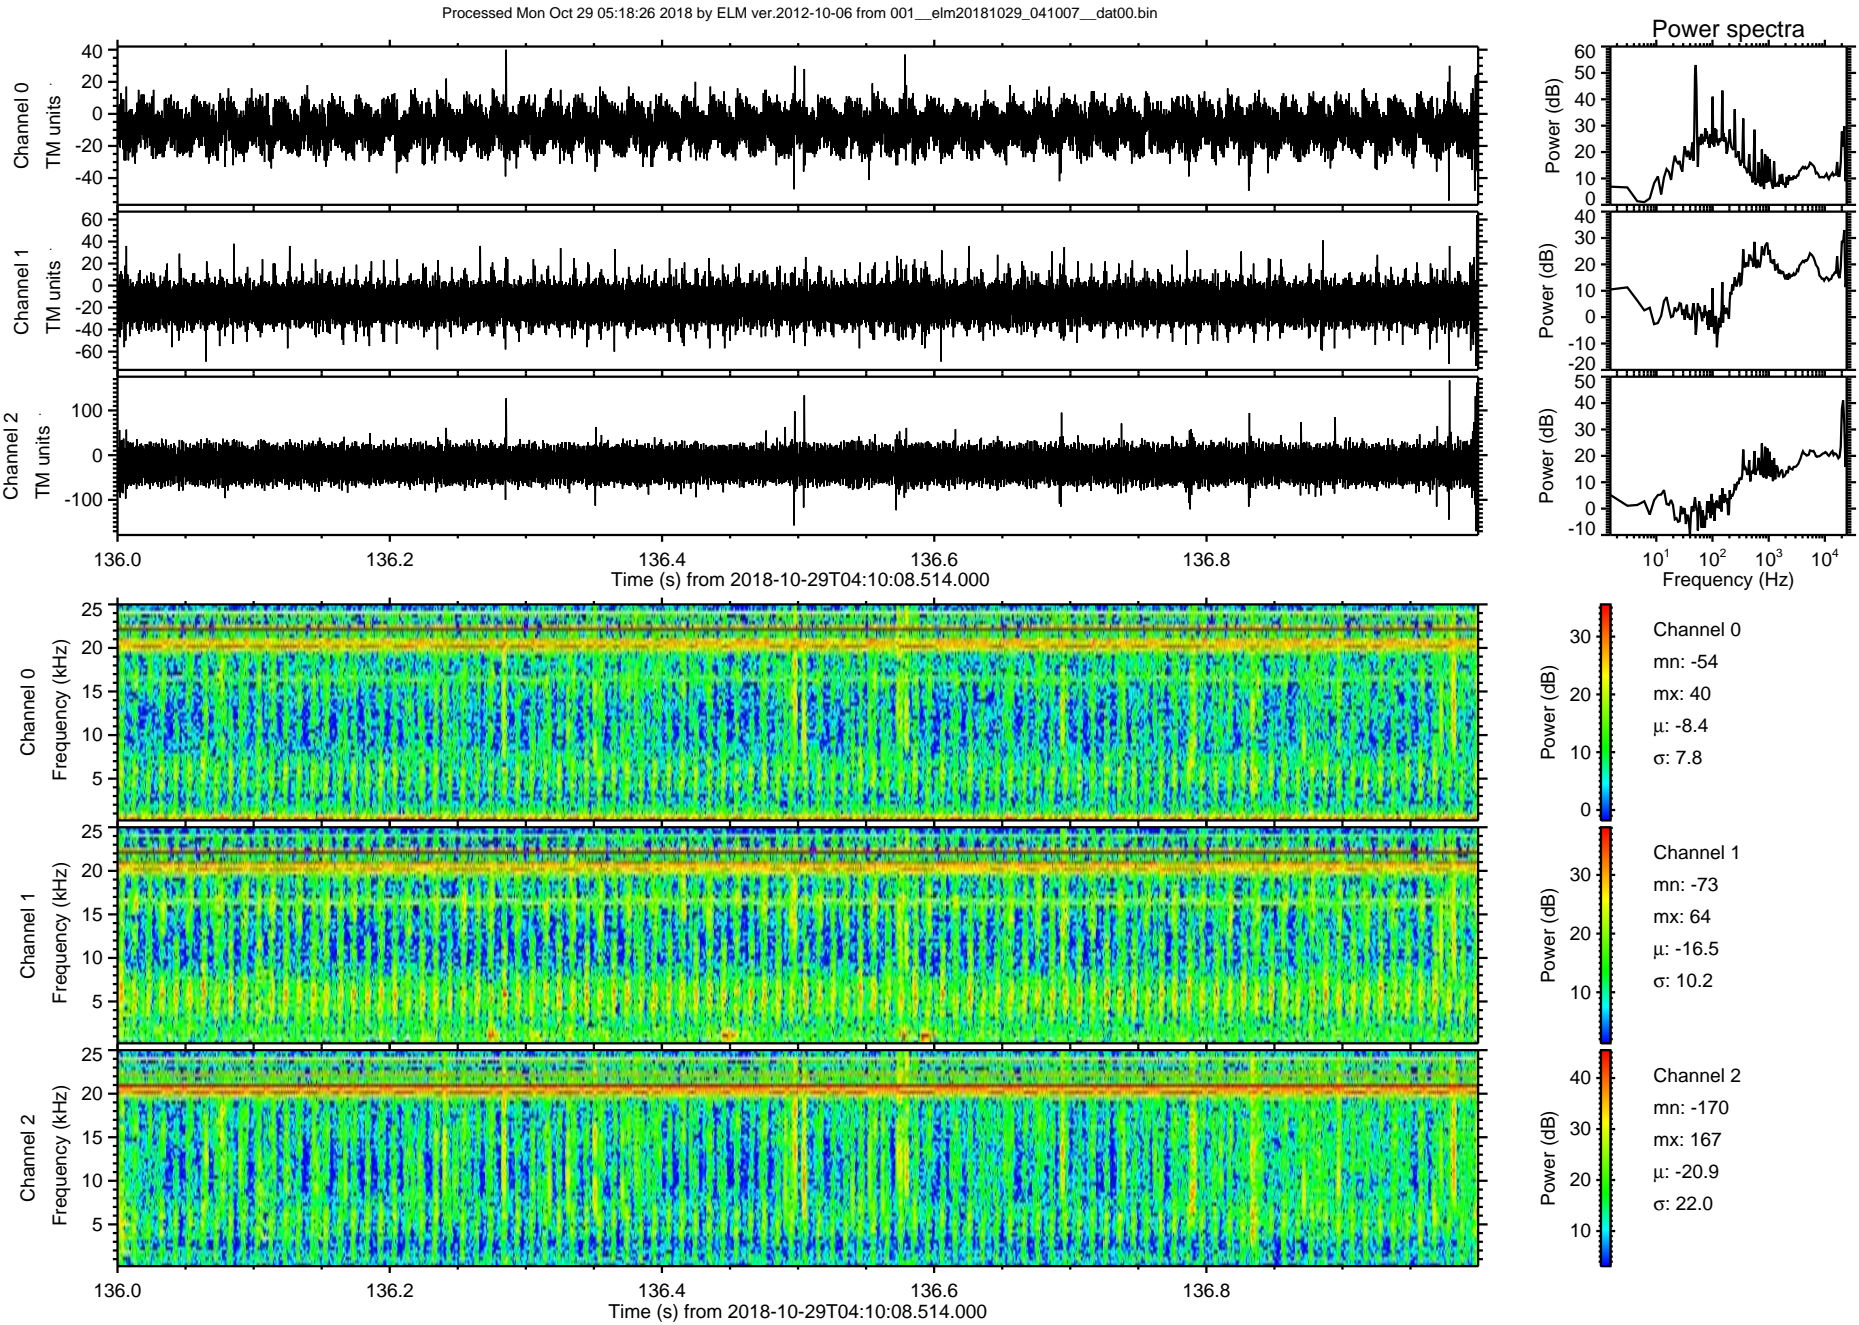 Processed Mon Oct 29 05:18:26 2018 by ELM ver.2012-10-06 from 001__elm20181029_041007__dat00.bin
Power spectra
Channel 0
TM units
40
20
0
-20
-40
Power (dB)
60
50
40
30
20
10
0
Channel 1
TM units
60
40
20
0
-20
-40
-60
Power (dB)
40
30
20
10
0
-10
-20
Channel 2
TM units
100
0
-100
Power (dB)
50
40
30
20
10
0
-10
136.0 136.2 136.4 136.6 136.8
Time (s) from 2018-10-29T04:10:08.514.000
10¹ 10² 10³ 10⁴
Frequency (Hz)
Channel 0
Frequency (kHz)
25
20
15
10
5
Power (dB)
30
20
10
0
Channel 0
mn: -54
mx: 40
μ: -8.4
σ: 7.8
Channel 1
Frequency (kHz)
25
20
15
10
5
Power (dB)
30
20
10
Channel 1
mn: -73
mx: 64
μ: -16.5
σ: 10.2
Channel 2
Frequency (kHz)
25
20
15
10
5
Power (dB)
40
30
20
10
Channel 2
mn: -170
mx: 167
μ: -20.9
σ: 22.0
136.0 136.2 136.4 136.6 136.8
Time (s) from 2018-10-29T04:10:08.514.000